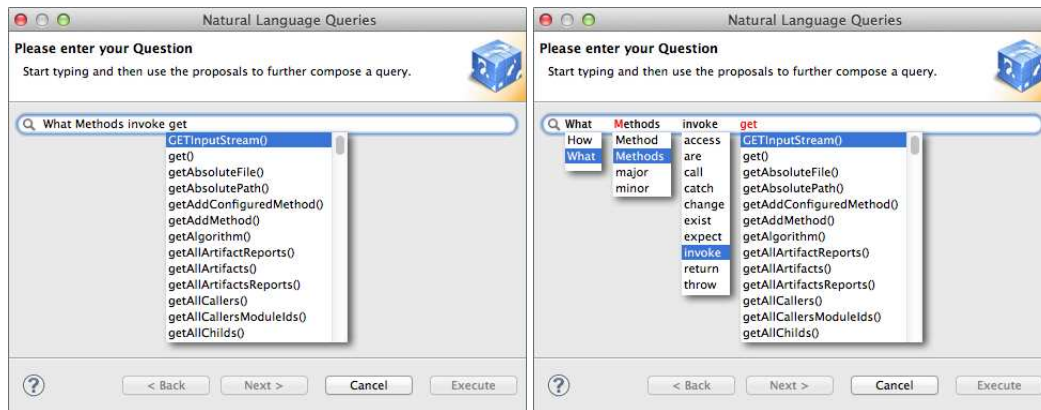 Natural Language Queries
Please enter your Question
Start typing and then use the proposals to further compose a query.
What Methods invoke get
GETInputStream()
get()
getAbsoluteFile()
getAbsolutePath()
getAddConfiguredMethod()
getAddMethod()
getAlgorithm()
getAllArtifactReports()
getAllArtifacts()
getAllArtifactsReports()
getAllCallers()
getAllCallersModuleIds()
getAllChilds()
? < Back Next > Cancel Execute
Natural Language Queries
Please enter your Question
Start typing and then use the proposals to further compose a query.
What Methods invoke get
How Method access GETInputStream()
What Methods are get()
major call getAbsoluteFile()
minor catch getAbsolutePath()
change getAddConfiguredMethod()
exist getAddMethod()
expect getAlgorithm()
invoke getAllArtifactReports()
return getAllArtifacts()
throw getAllArtifactsReports()
getAllCallers()
getAllCallersModuleIds()
getAllChilds()
? < Back Next > Cancel Execute